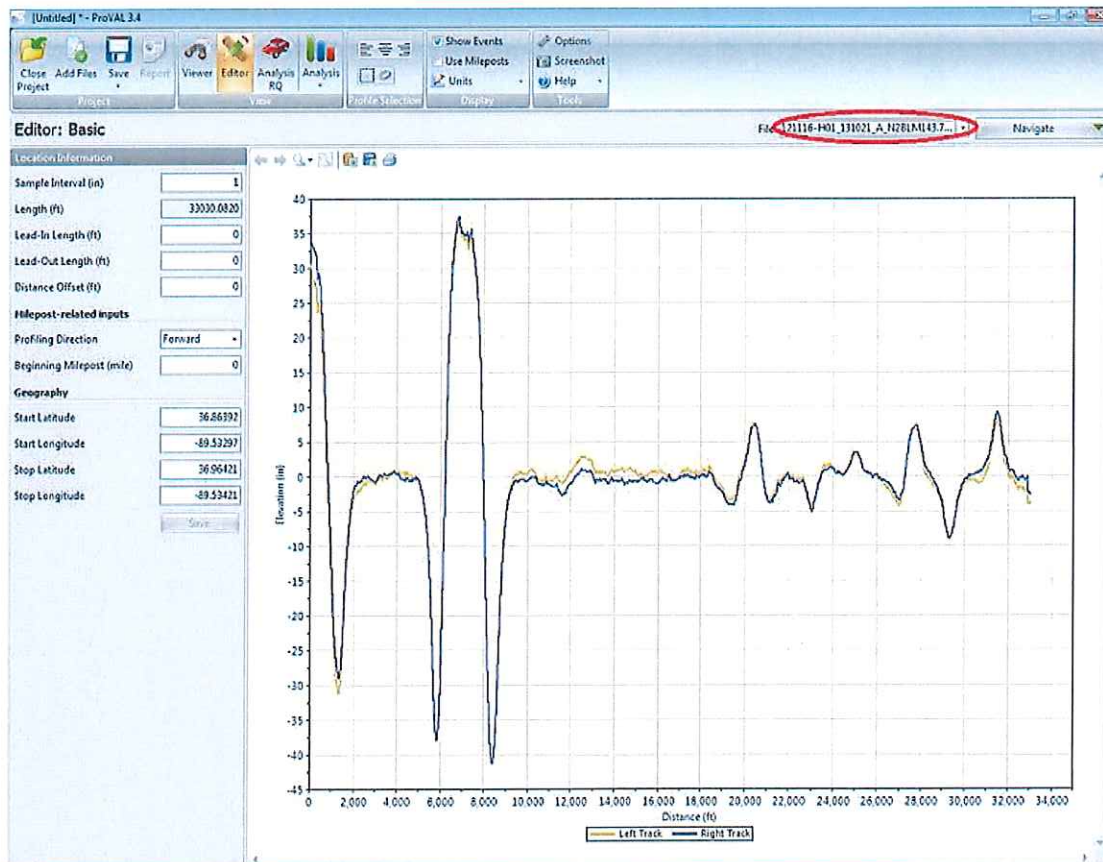 [Untitled] * - ProVAL 3.4
Close Project
Add Files
Save
Report
Viewer
Editor
Analysis RQ
Analysis
Show Events
Use Mileposts
Units
Options
Screenshot
Help
Project
View
Profile Selection
Display
Tools
Editor: Basic
File 121116-H01_131021_A_N2BLM143.7...
Navigate
Location Information
Sample Interval (in) 1
Length (ft) 33030.0820
Lead-In Length (ft) 0
Lead-Out Length (ft) 0
Distance Offset (ft) 0
Milepost-related inputs
Profiling Direction Forward
Beginning Milepost (mile) 0
Geography
Start Latitude 36.86392
Start Longitude -89.53297
Stop Latitude 36.96421
Stop Longitude -89.53421
Save
Elevation (in)
40
35
30
25
20
15
10
5
0
-5
-10
-15
-20
-25
-30
-35
-40
-45
0 2,000 4,000 6,000 8,000 10,000 12,000 14,000 16,000 18,000 20,000 22,000 24,000 26,000 28,000 30,000 32,000 34,000
Distance (ft)
Left Track Right Track